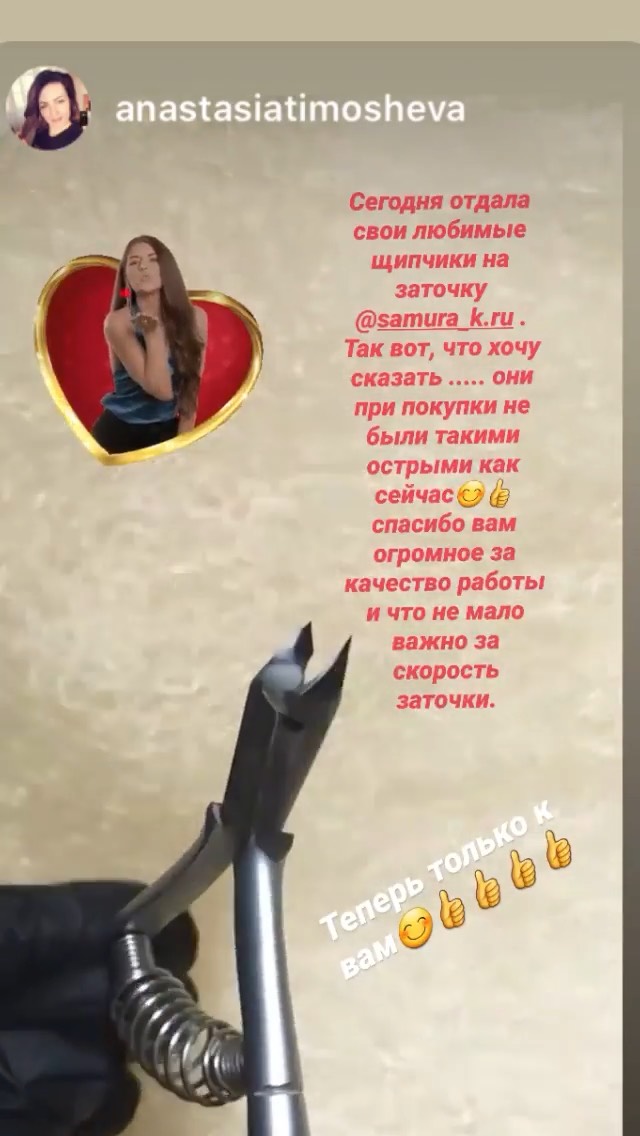 anastasiatimosheva
Сегодня отдала
свои любимые
щипчики на
заточку
@samura_k.ru .
Так вот, что хочу
сказать ..... они
при покупки не
были такими
острыми как
сейчас😊👍
спасибо вам
огромное за
качество работы
и что не мало
важно за
скорость
заточки.
Теперь только к
вам😊👍👍👍👍